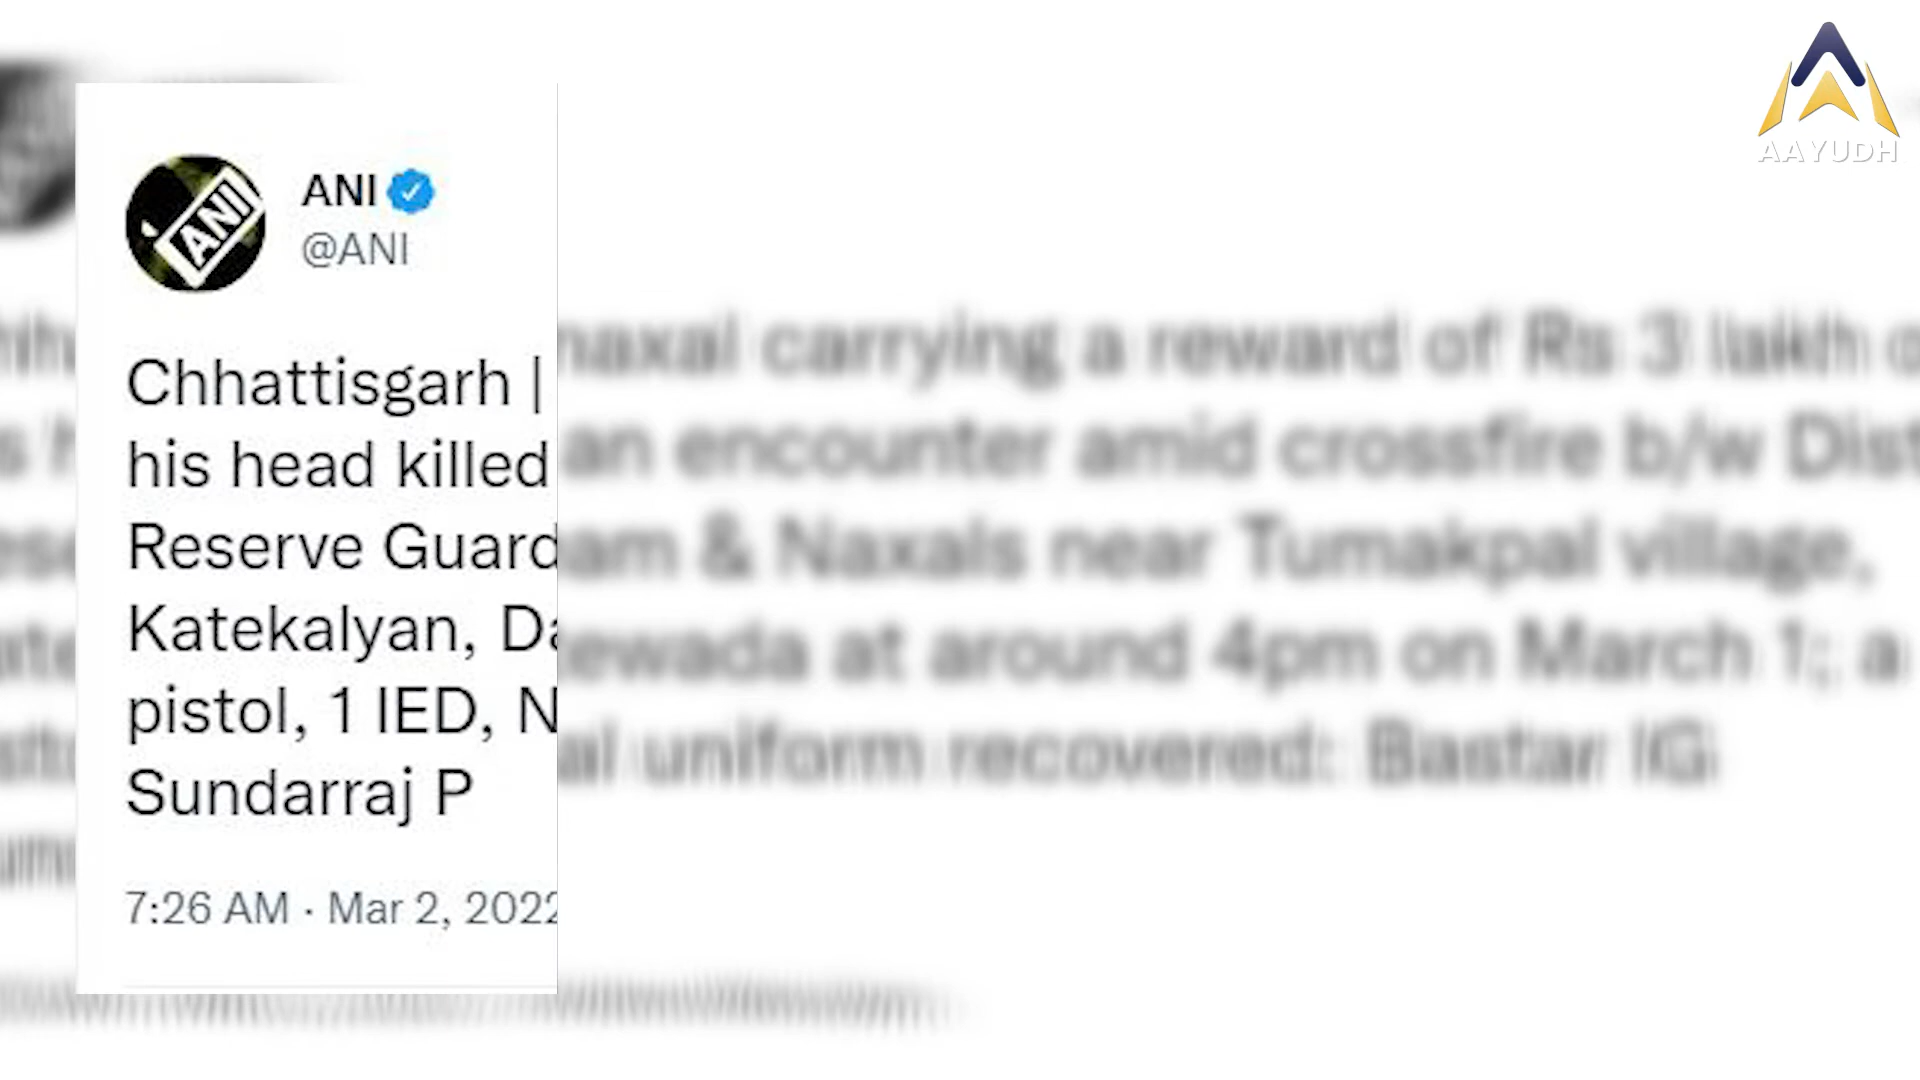 AAYUDH
ANI
ANI
@ANI
Chhattisgarh | naxal carrying a reward of Rs 3 lakh
his head killed an encounter amid crossfire b/w Dist
Reserve Guard am & Naxals near Tumakpal village,
Katekalyan, Da ewada at around 4pm on March 1; a
pistol, 1 IED, N al uniform recovered: Bastar IG
Sundarraj P
7:26 AM · Mar 2, 2022